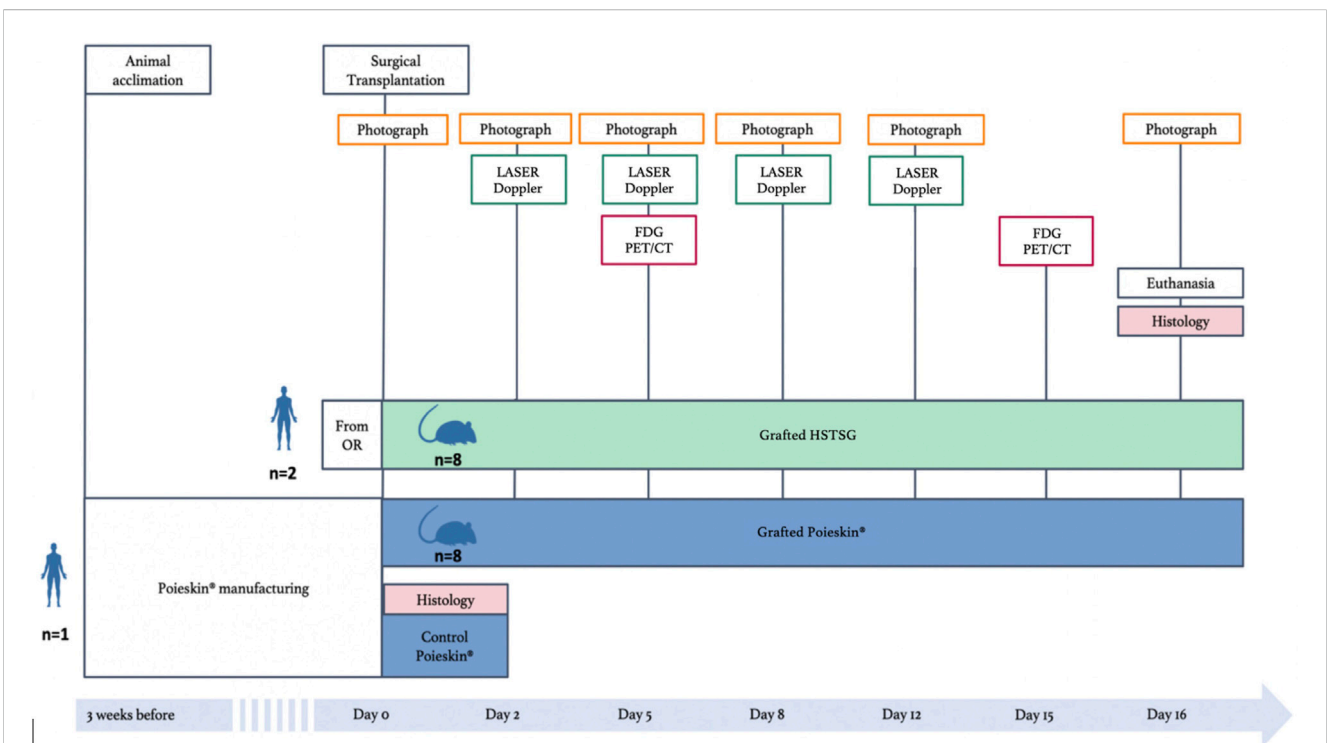 Animal
acclimation
Surgical
Transplantation
Photograph
Photograph
Photograph
Photograph
Photograph
Photograph
LASER
Doppler
LASER
Doppler
LASER
Doppler
LASER
Doppler
FDG
PET/CT
FDG
PET/CT
Euthanasia
Histology
n=2
From
OR
n=8
Grafted HSTSG
n=8
Grafted Poieskin®
n=1
Poieskin® manufacturing
Histology
Control
Poieskin®
3 weeks before
Day 0
Day 2
Day 5
Day 8
Day 12
Day 15
Day 16